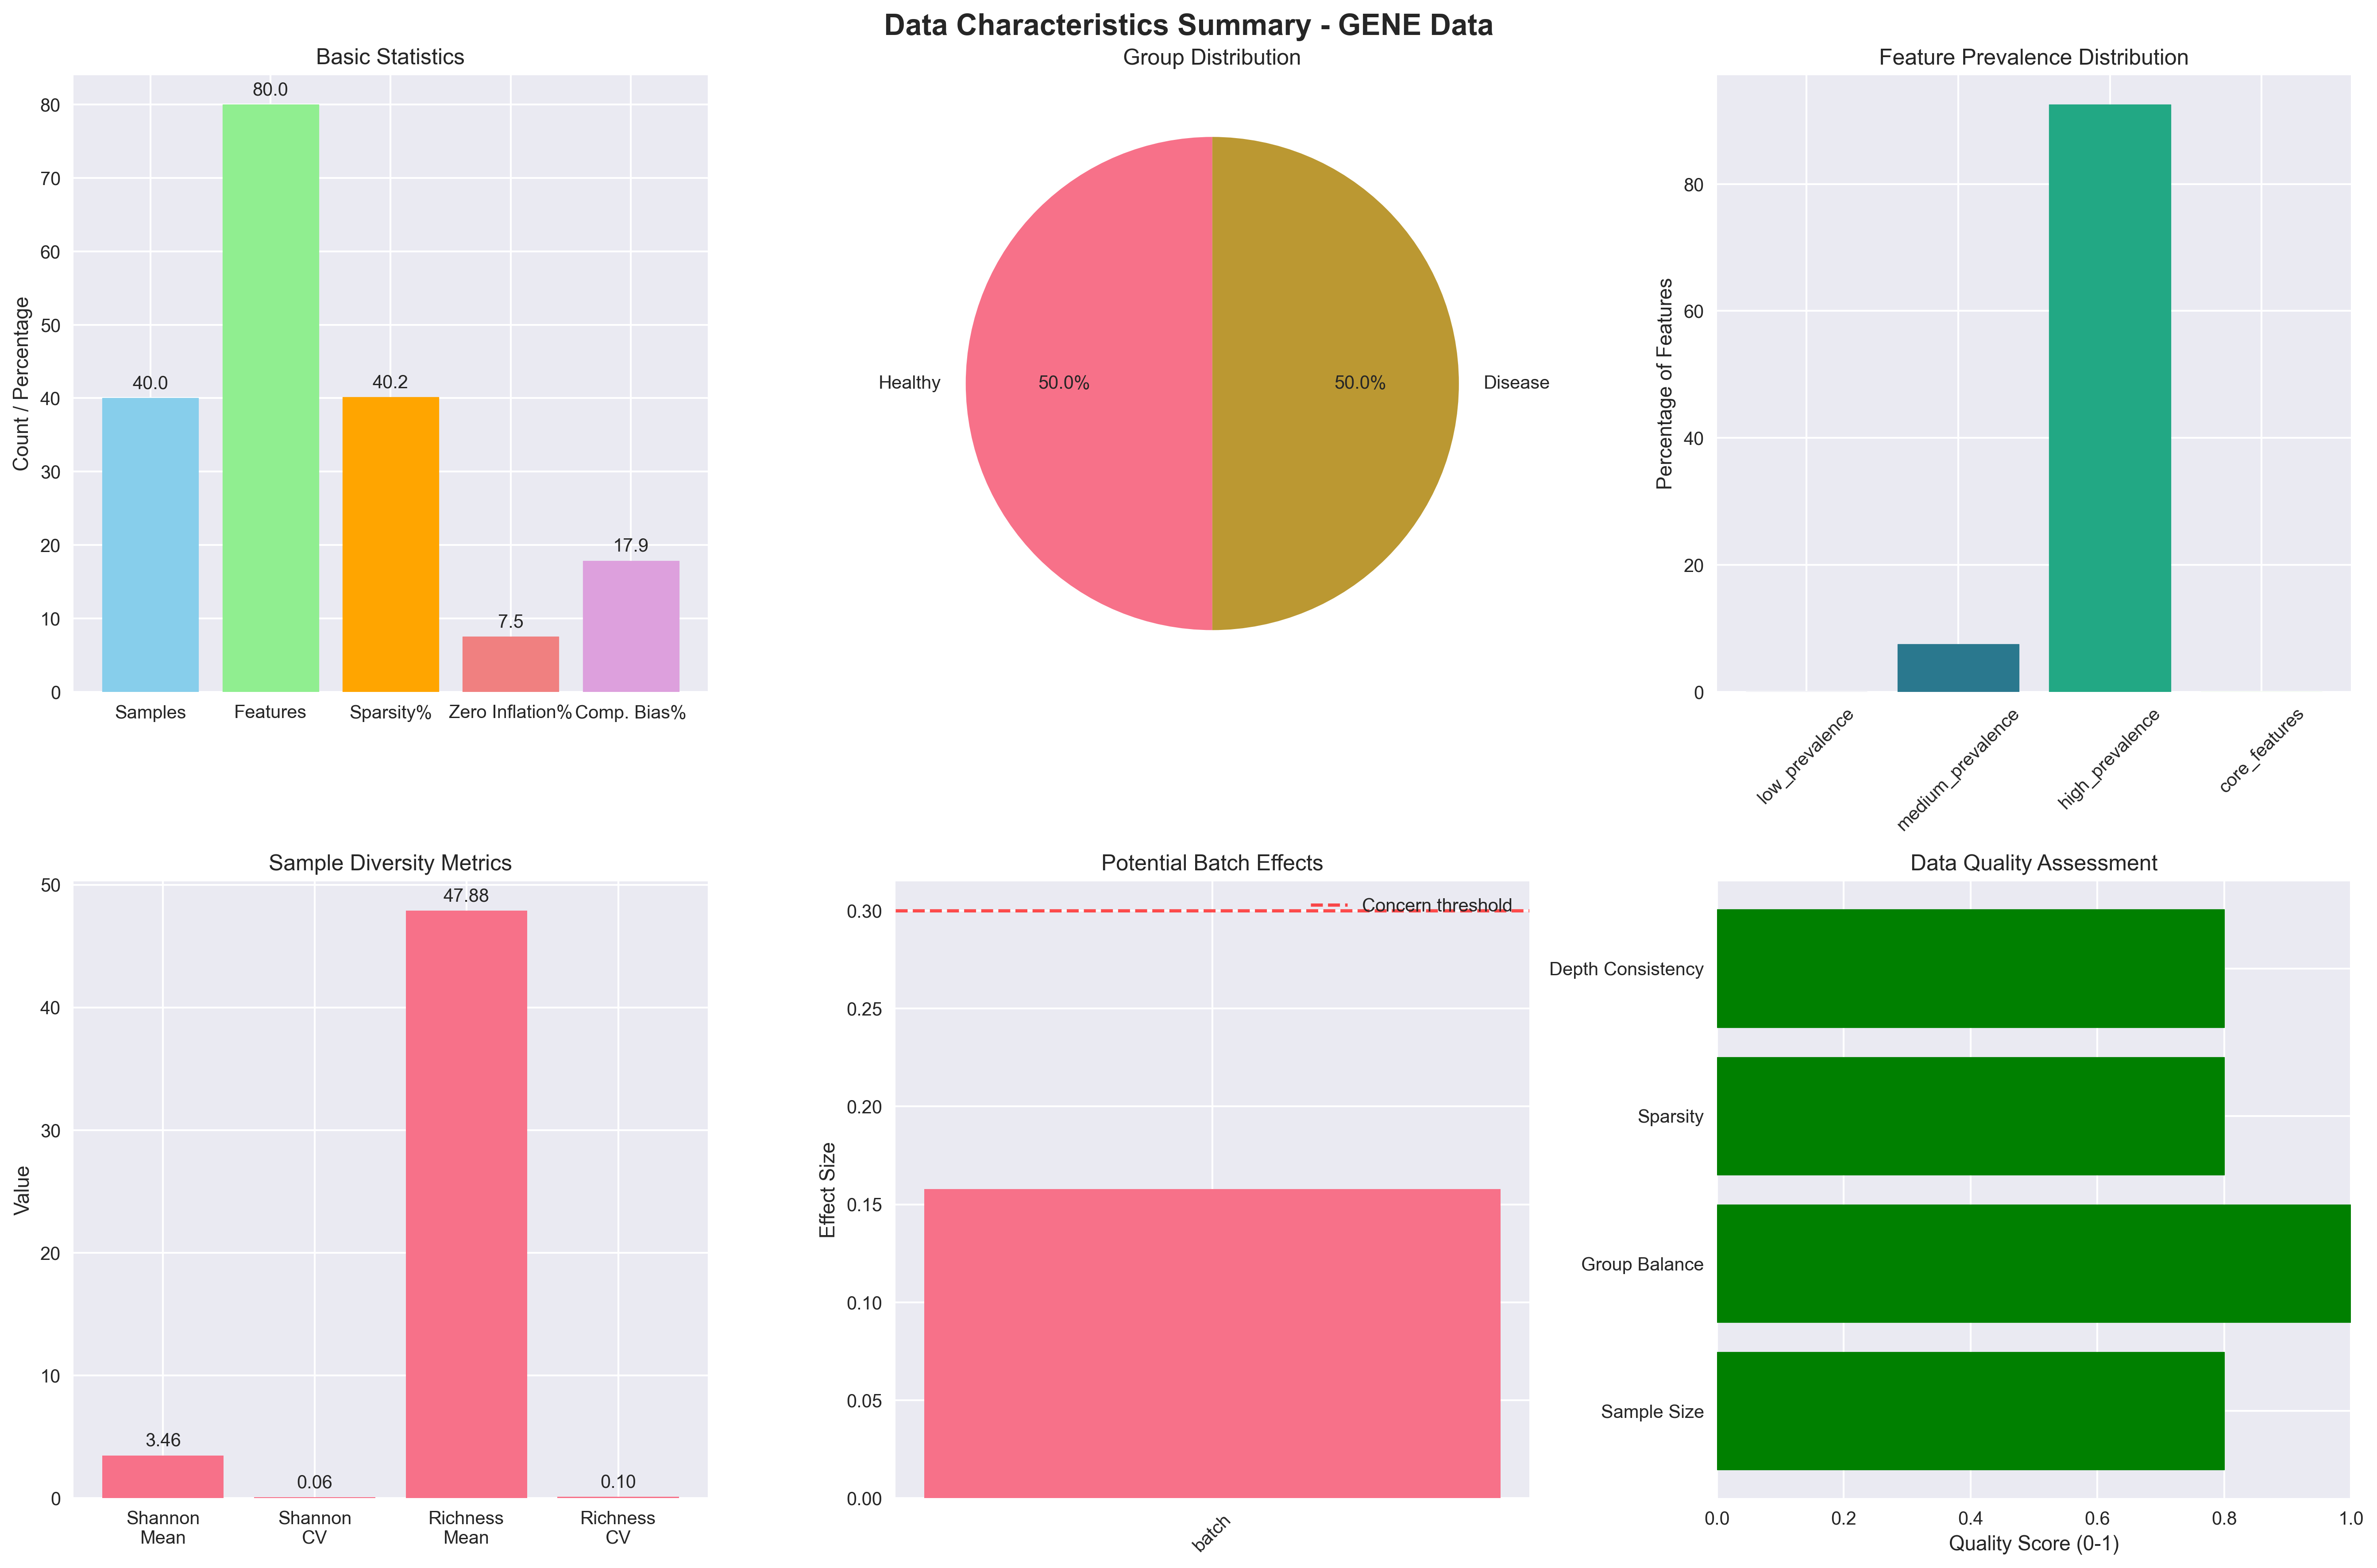 Data Characteristics Summary - GENE Data
Basic Statistics
Count / Percentage
80
70
60
50
40
30
20
10
0
40.0
80.0
40.2
7.5
17.9
Samples
Features
Sparsity%
Zero Inflation%
Comp. Bias%
Group Distribution
Healthy
50.0%
50.0%
Disease
Feature Prevalence Distribution
Percentage of Features
80
60
40
20
0
low_prevalence
medium_prevalence
high_prevalence
core_features
Sample Diversity Metrics
Value
50
40
30
20
10
0
3.46
0.06
47.88
0.10
Shannon
Mean
Shannon
CV
Richness
Mean
Richness
CV
Potential Batch Effects
Effect Size
0.30
0.25
0.20
0.15
0.10
0.05
0.00
Concern threshold
batch
Data Quality Assessment
Depth Consistency
Sparsity
Group Balance
Sample Size
0.0
0.2
0.4
0.6
0.8
1.0
Quality Score (0-1)